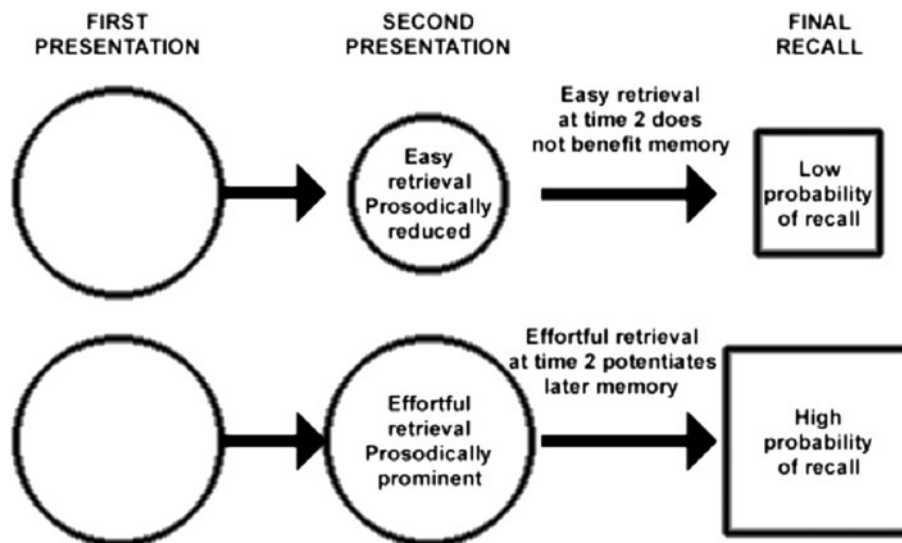 FIRST
PRESENTATION
SECOND
PRESENTATION
FINAL
RECALL
Easy
retrieval
Prosodically
reduced
Easy retrieval
at time 2 does
not benefit memory
Low
probability
of recall
Effortful
retrieval
Prosodically
prominent
Effortful retrieval
at time 2 potentiates
later memory
High
probability
of recall